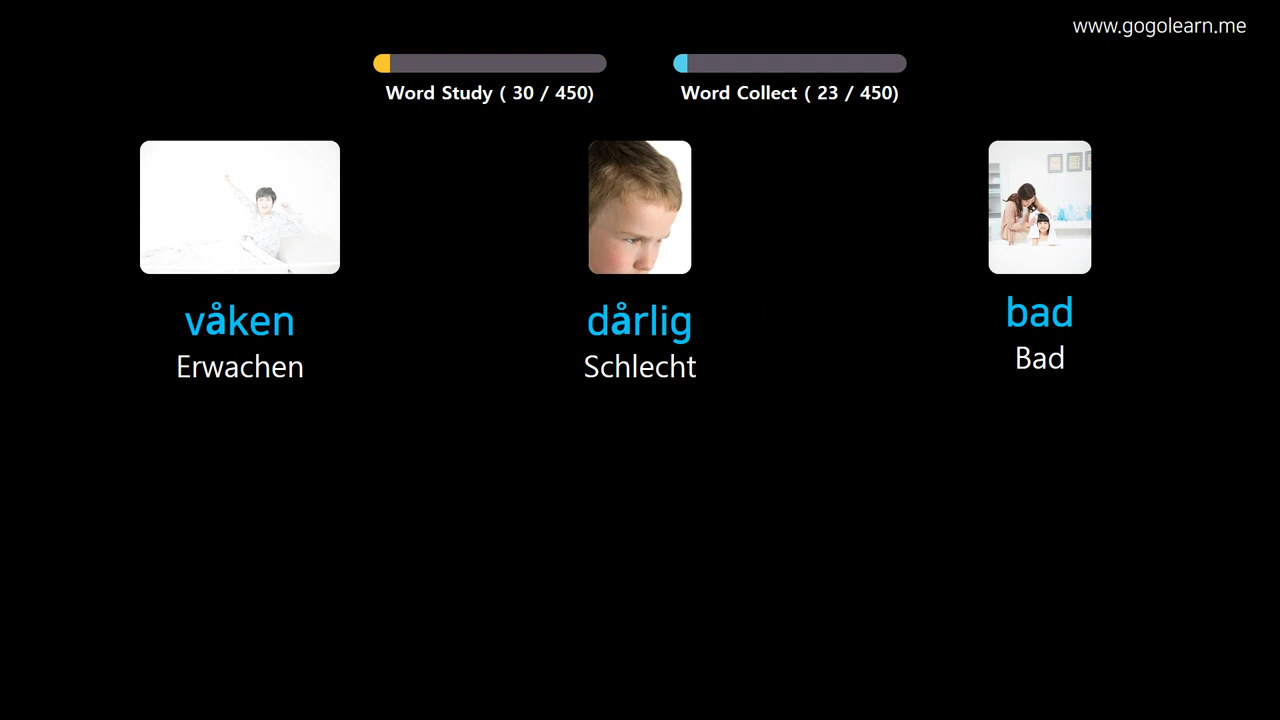 www.gogolearn.me
Word Study ( 30 / 450)
Word Collect ( 23 / 450)
våken
Erwachen
dårlig
Schlecht
bad
Bad